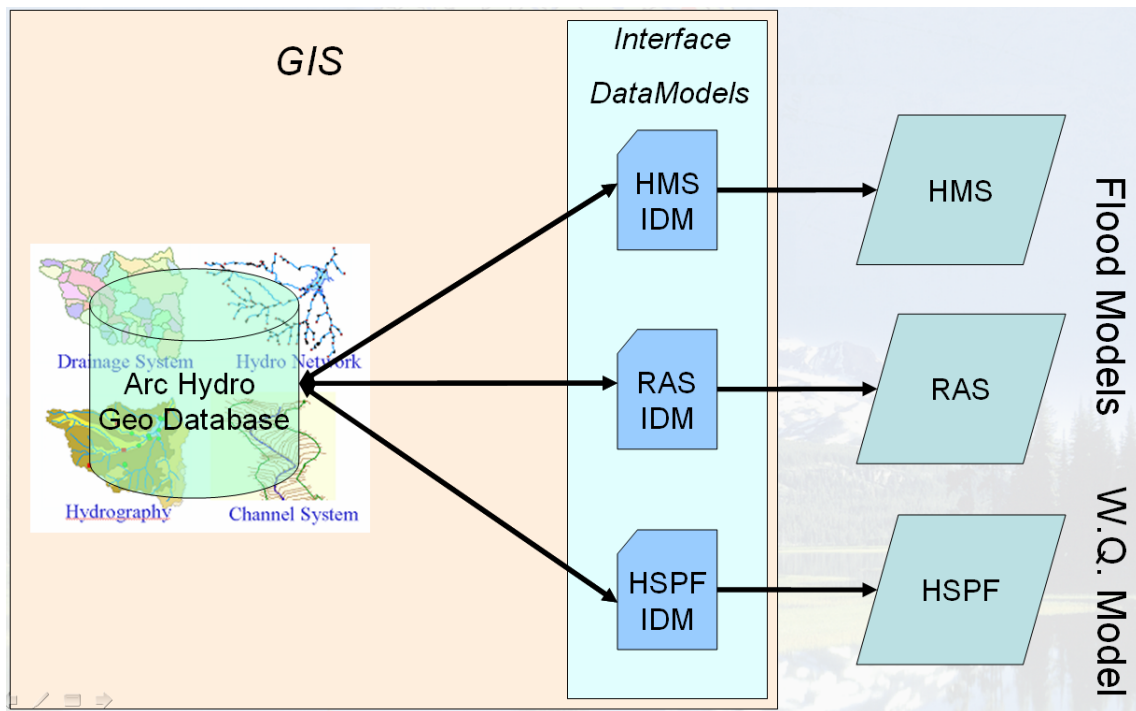 GIS
Interface
DataModels
HMS
IDM
HMS
Drainage System
Hydro Network
Arc Hydro
Geo Database
Hydrography
Channel System
RAS
IDM
RAS
HSPF
IDM
HSPF
Flood Models
W.Q. Model